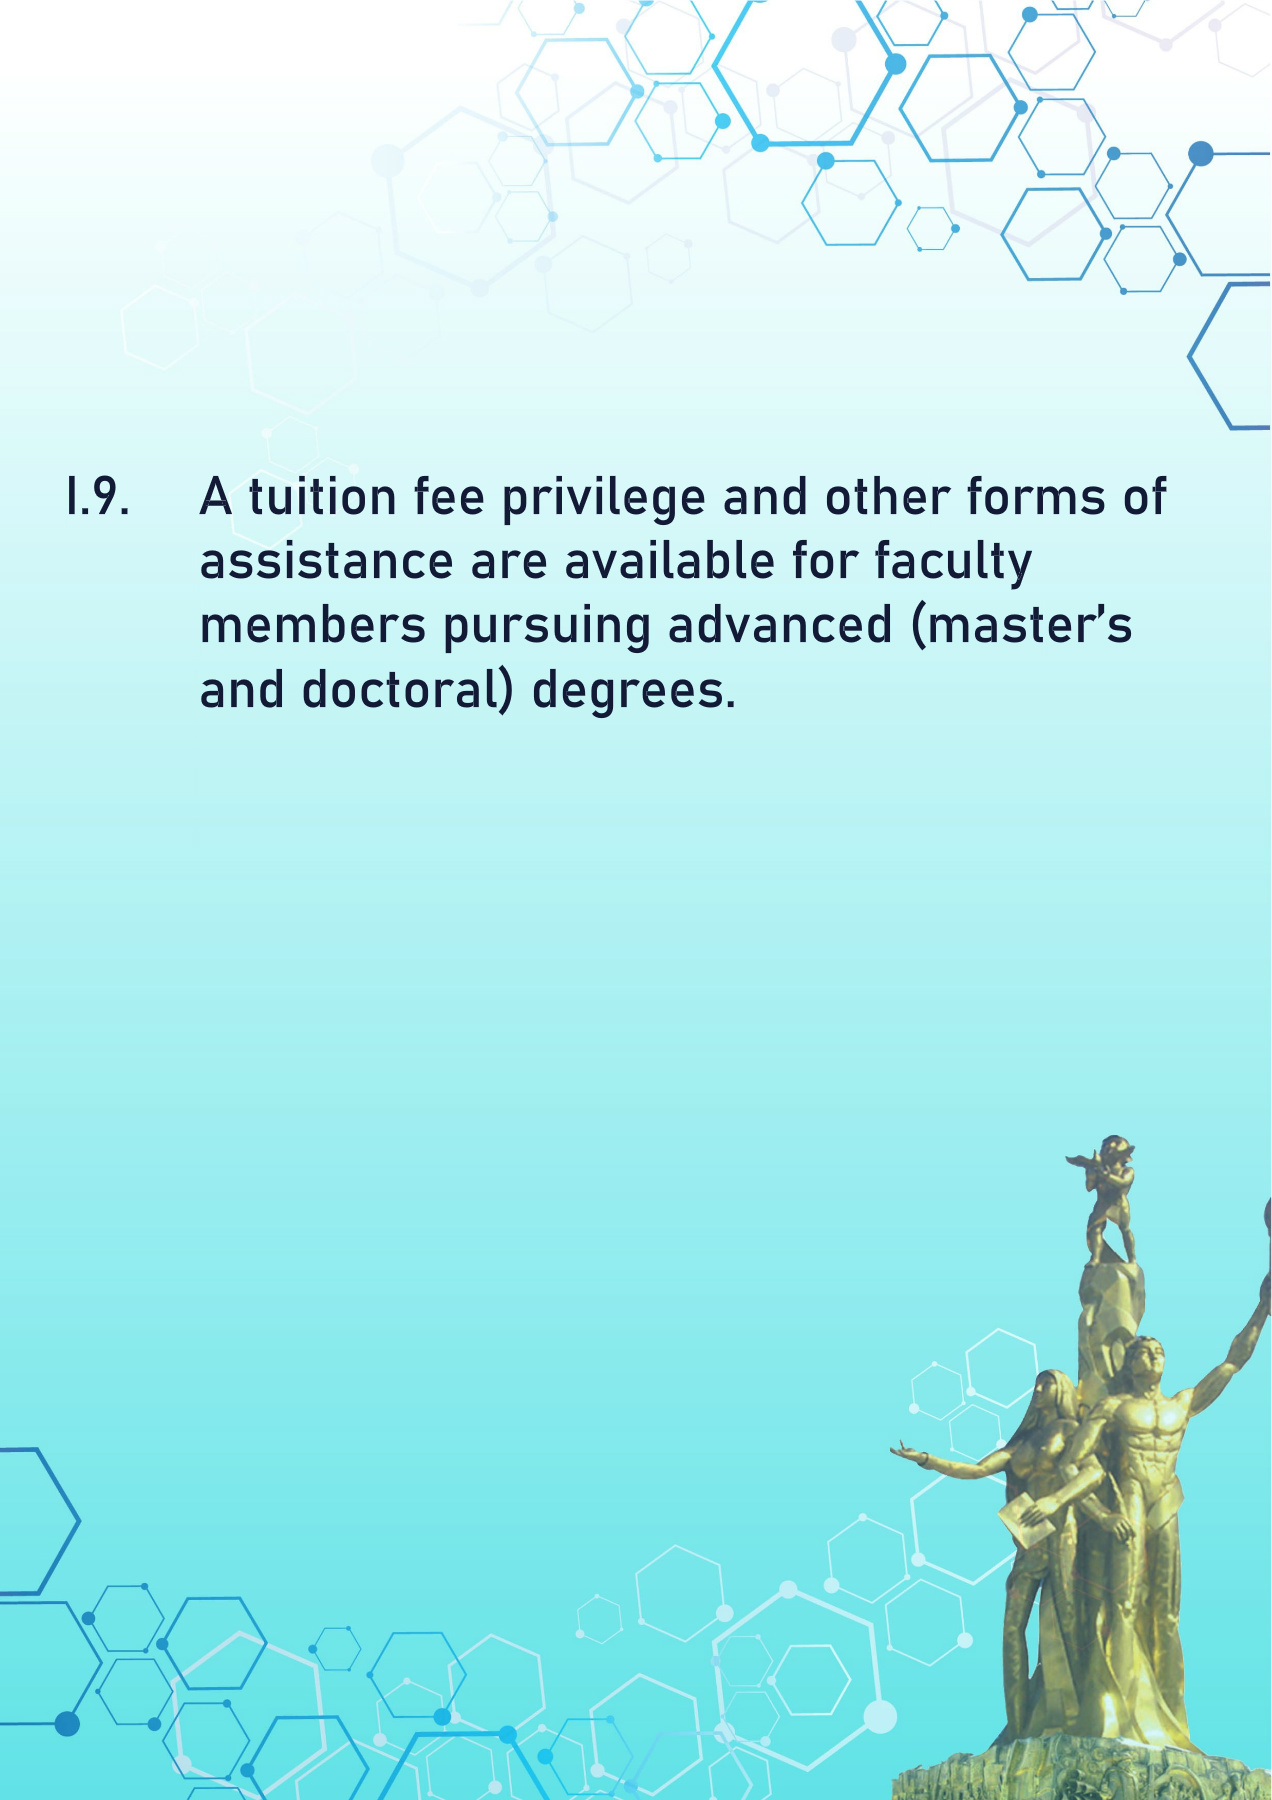 I.9. A tuition fee privilege and other forms of
assistance are available for faculty
members pursuing advanced (master’s
and doctoral) degrees.